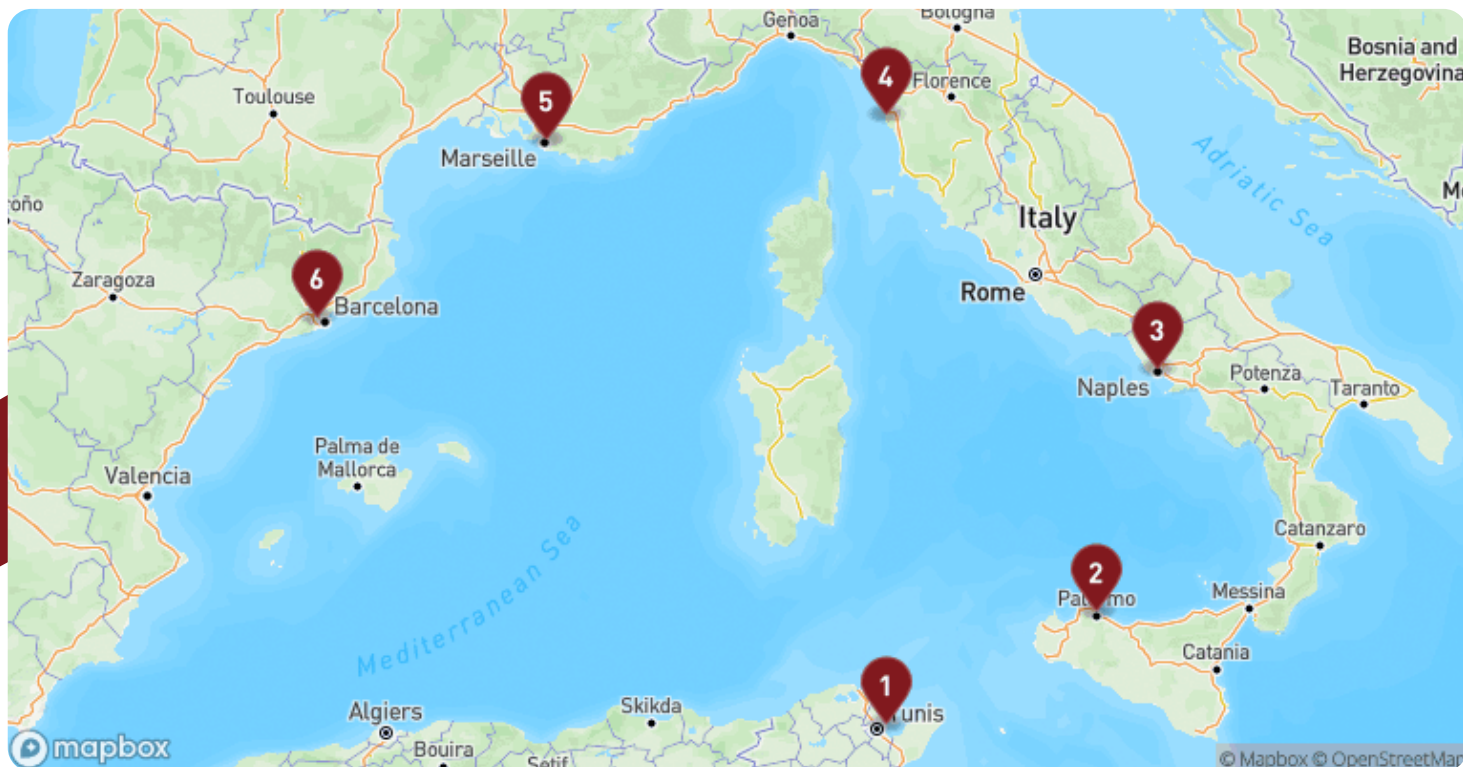 Genoa
Bologna
Bosnia and
Herzegovina
4
Florence
5
Toulouse
Marseille
Adriatic Sea
Italy
6
Zaragoza
Barcelona
Rome
3
Naples
Potenza
Taranto
Palma de
Mallorca
Valencia
Catanzaro
Mediterranean Sea
2
Messina
Catania
1
Skikda
Algiers
Bouira
mapbox
© Mapbox © OpenStreetMap